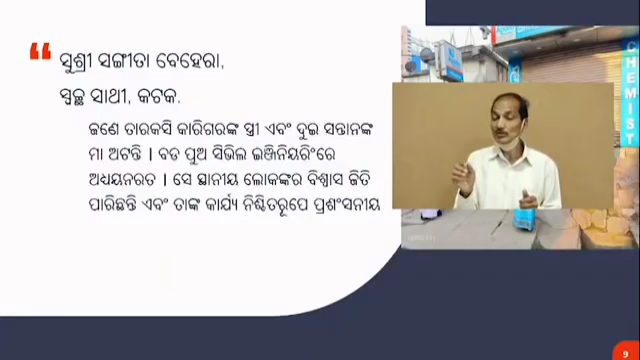 ସୁଶ୍ରୀ ସଙ୍ଗୀତା ବେହେରା,
ସ୍ୱଚ୍ଛ ସାଥୀ, କଟକ.
ଜଣେ ତାରକସି କାରିଗରଙ୍କ ସ୍ତ୍ରୀ ଏବଂ ଦୁଇ ସନ୍ତାନଙ୍କ
ମା ଅଟନ୍ତି । ବଡ ପୁଅ ସିଭିଲ ଇଞ୍ଜିନିୟରିଂରେ
ଅଧ୍ୟୟନରତ । ସେ ସ୍ଥାନୀୟ ଲୋକଙ୍କର ବିଶ୍ୱାସ ଜିତି
ପାରିଛନ୍ତି ଏବଂ ତାଙ୍କ କାର୍ଯ୍ୟ ନିଶ୍ଚିତରୂପେ ପ୍ରଶଂସନୀୟ
CHEMIST
9